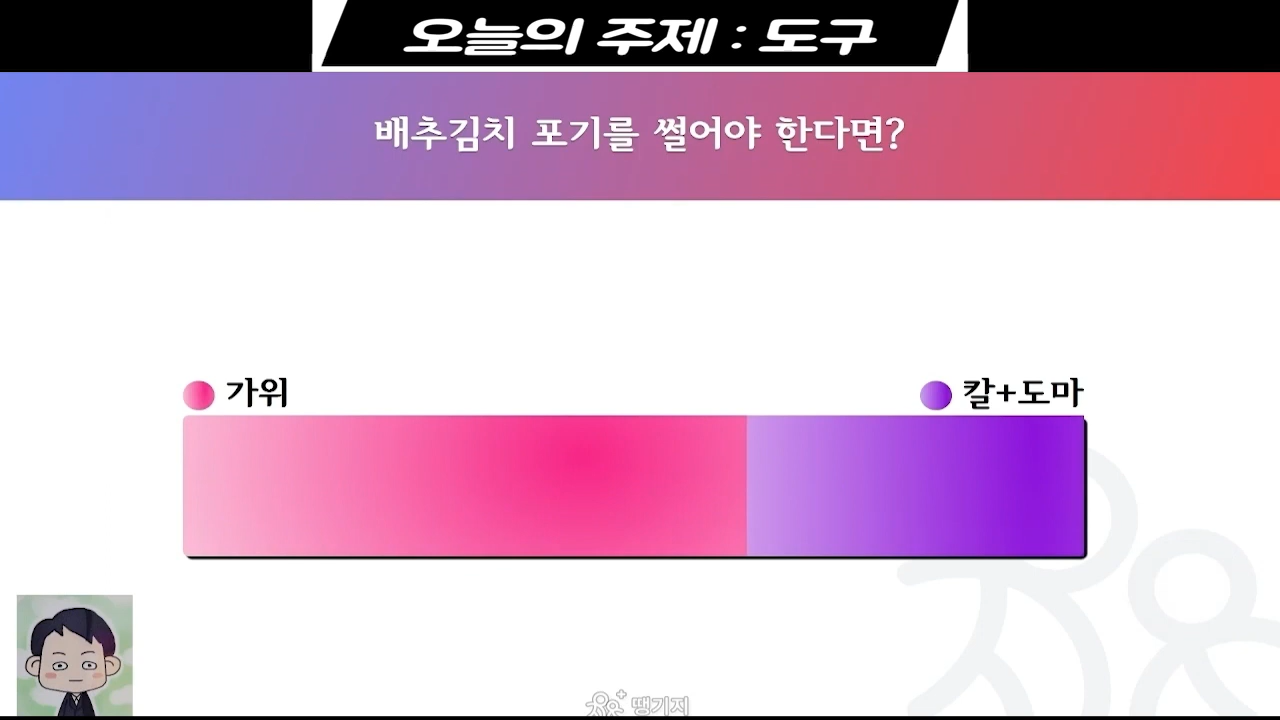 오늘의 주제 : 도구
배추김치 포기를 썰어야 한다면?
가위
칼+도마
땡기지